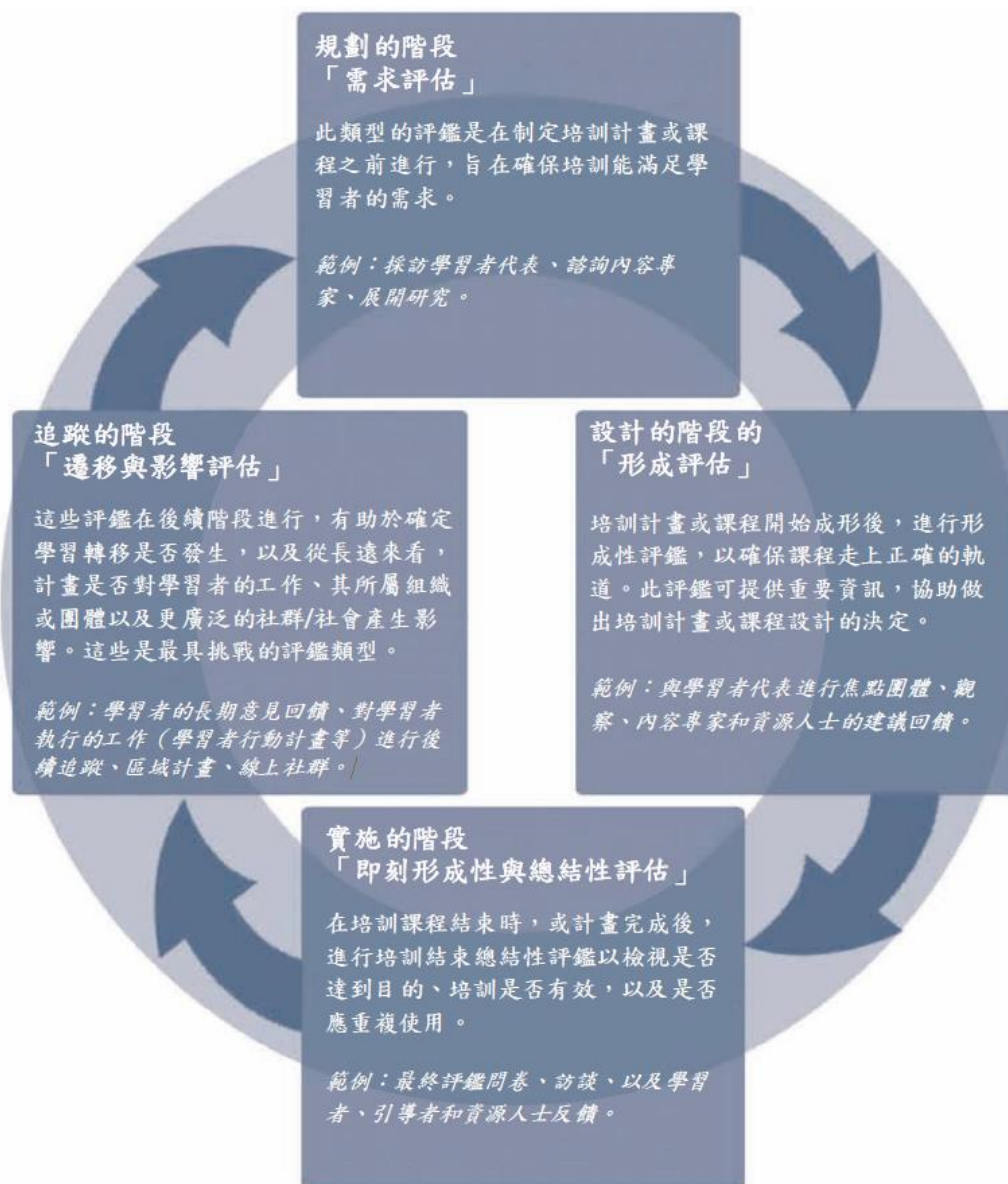 規劃的階段
「需求評估」
此類型的評鑑是在制定培訓計畫或課
程之前進行，旨在確保培訓能滿足學
習者的需求。
範例：採訪學習者代表、諮詢內容專
家、展開研究。
設計的階段的
「形成評估」
培訓計畫或課程開始成形後，進行形
成性評鑑，以確保課程走上正確的軌
道。此評鑑可提供重要資訊，協助做
出培訓計畫或課程設計的決定。
範例：與學習者代表進行焦點團體、觀
察、內容專家和資源人士的建議回饋。
實施的階段
「即刻形成性與總結性評估」
在培訓課程結束時，或計畫完成後，
進行培訓結束總結性評鑑以檢視是否
達到目的、培訓是否有效，以及是否
應重複使用。
範例：最終評鑑問卷、訪談、以及學習
者、引導者和資源人士反饋。
追蹤的階段
「遷移與影響評估」
這些評鑑在後續階段進行，有助於確定
學習轉移是否發生，以及從長遠來看，
計畫是否對學習者的工作、其所屬組織
或團體以及更廣泛的社群/社會產生影
響。這些是最具挑戰的評鑑類型。
範例：學習者的長期意見回饋、對學習者
執行的工作（學習者行動計畫等）進行後
續追蹤、區域計畫、線上社群。